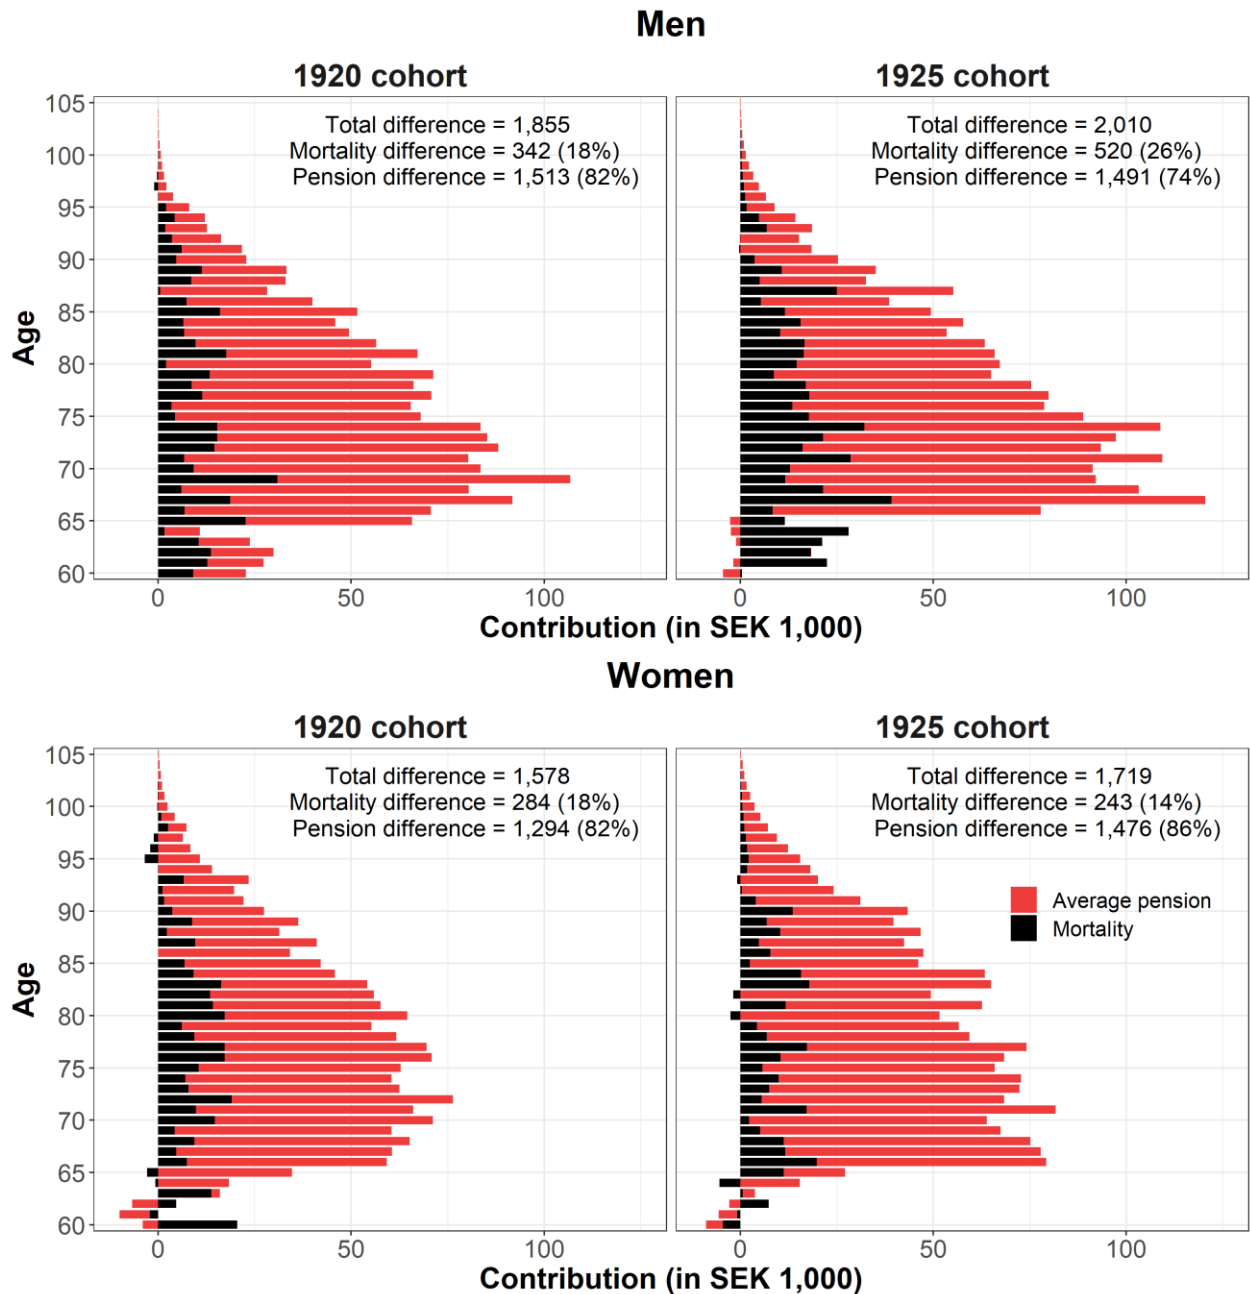 Men
1920 cohort
1925 cohort
Total difference = 1,855
Mortality difference = 342 (18%)
Pension difference = 1,513 (82%)
Total difference = 2,010
Mortality difference = 520 (26%)
Pension difference = 1,491 (74%)
Age
105
100
95
90
85
80
75
70
65
60
0
50
100
0
50
100
Contribution (in SEK 1,000)
Women
1920 cohort
1925 cohort
Total difference = 1,578
Mortality difference = 284 (18%)
Pension difference = 1,294 (82%)
Total difference = 1,719
Mortality difference = 243 (14%)
Pension difference = 1,476 (86%)
Average pension
Mortality
Age
105
100
95
90
85
80
75
70
65
60
0
50
100
0
50
100
Contribution (in SEK 1,000)